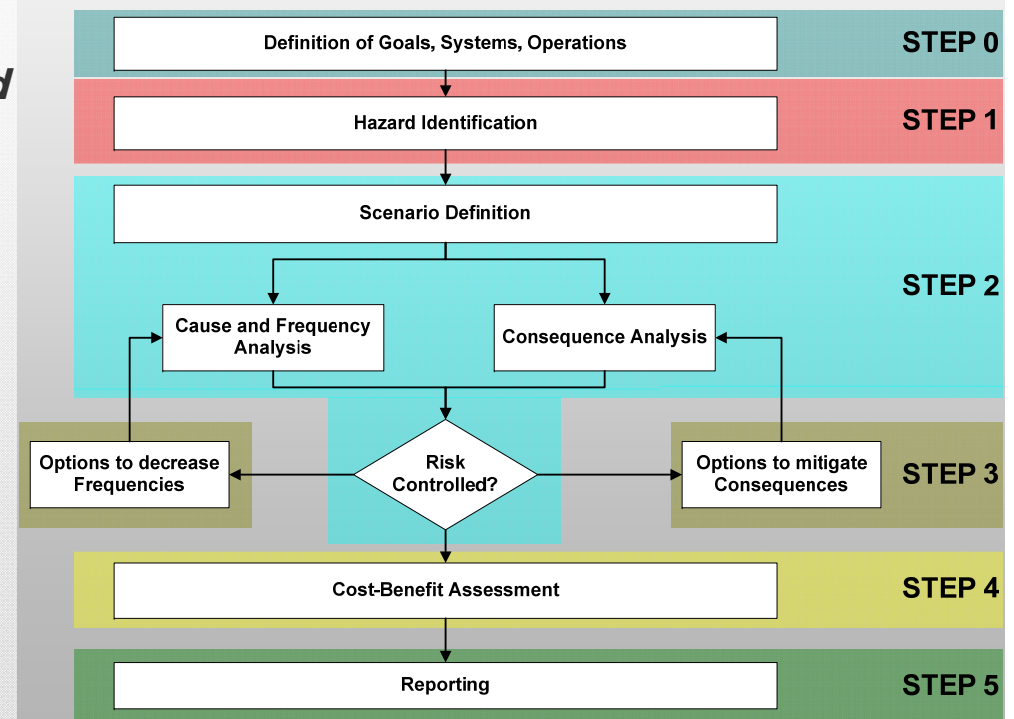 d
Definition of Goals, Systems, Operations
STEP 0
Hazard Identification
STEP 1
Scenario Definition
STEP 2
Cause and Frequency
Analysis
Consequence Analysis
Options to decrease
Frequencies
Risk
Controlled?
Options to mitigate
Consequences
STEP 3
Cost-Benefit Assessment
STEP 4
Reporting
STEP 5